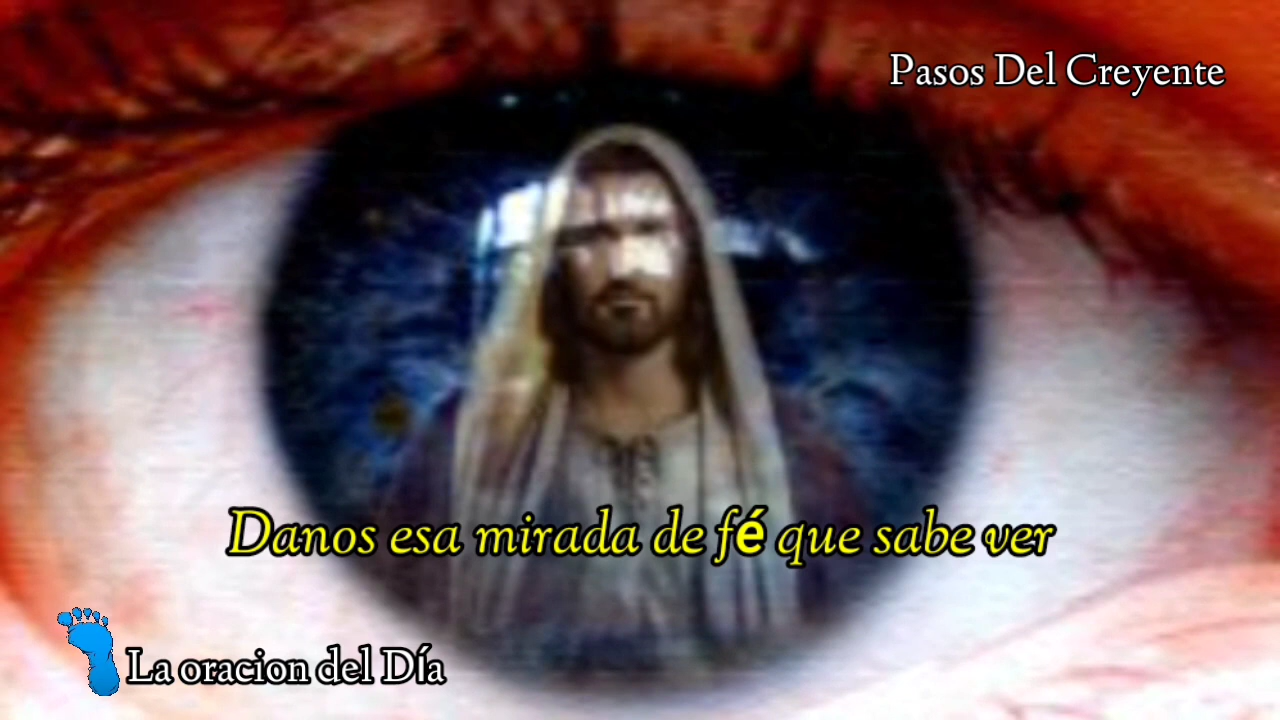 Pasos Del Creyente
Danos esa mirada de fé que sabe ver
La oracion del Día